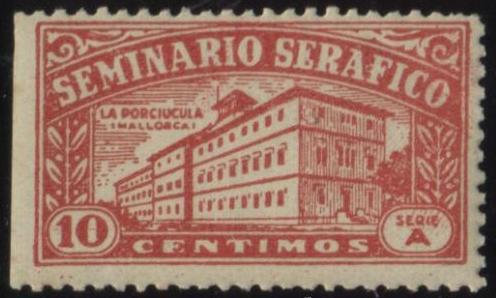 SEMINARIO SERAFICO
LA PORCIUCULA
(MALLORCA)
10
CENTIMOS
SERIE
A